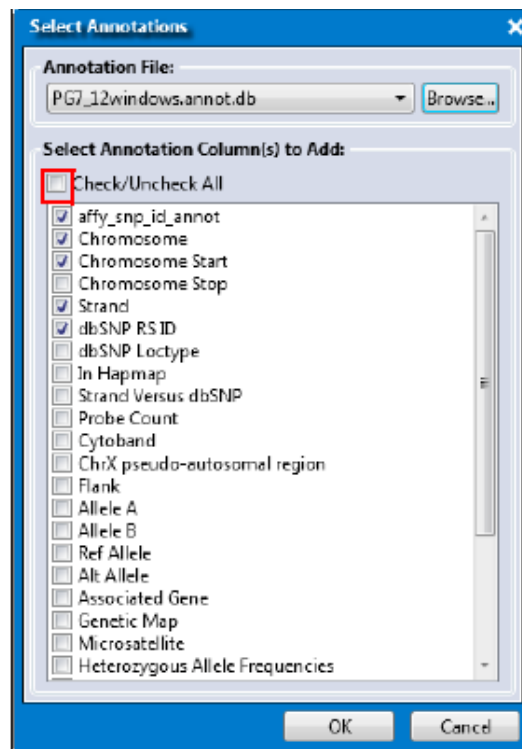 Select Annotations
Annotation File:
PG7_12windows.annot.db
Browse...
Select Annotation Column(s) to Add:
Check/Uncheck All
affy_snp_id_annot
Chromosome
Chromosome Start
Chromosome Stop
Strand
dbSNP RS ID
dbSNP Loctype
In Hapmap
Strand Versus dbSNP
Probe Count
Cytoband
ChrX pseudo-autosomal region
Flank
Allele A
Allele B
Ref Allele
Alt Allele
Associated Gene
Genetic Map
Microsatellite
Heterozygous Allele Frequencies
OK
Cancel